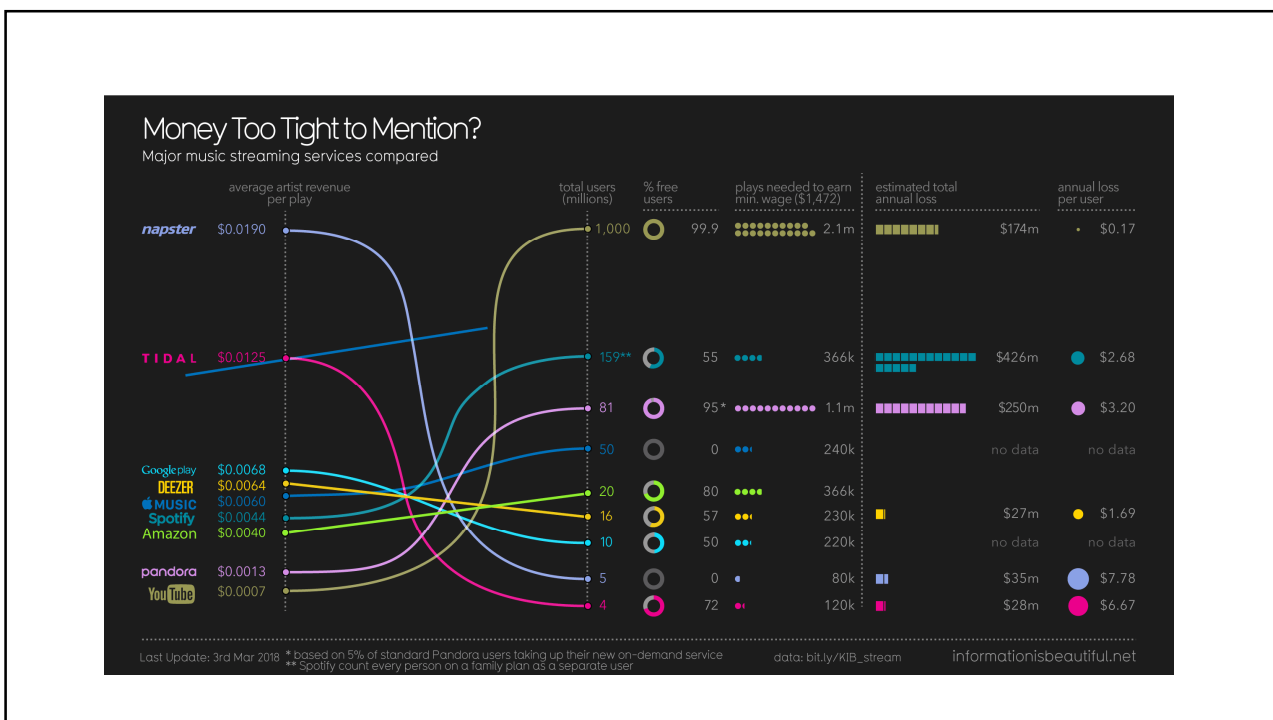 Money Too Tight to Mention?
Major music streaming services compared
average artist revenue
per play
total users
(millions)
% free
users
plays needed to earn
min. wage ($1,472)
estimated total
annual loss
annual loss
per user
napster $0.0190 1,000 99.9 2.1m $174m $0.17
TIDAL $0.0125 159** 55 366k $426m $2.68
81 95* 1.1m $250m $3.20
50 0 240k no data no data
Google play $0.0068
DEEZER $0.0064 20 80 366k
MUSIC $0.0060
Spotify $0.0044 16 57 230k $27m $1.69
Amazon $0.0040
10 50 220k no data no data
pandora $0.0013 5 0 80k $35m $7.78
YouTube $0.0007
4 72 120k $28m $6.67
Last Update: 3rd Mar 2018 * based on 5% of standard Pandora users taking up their new on-demand service
** Spotify count every person on a family plan as a separate user
data: bit.ly/KIB_stream
informationisbeautiful.net